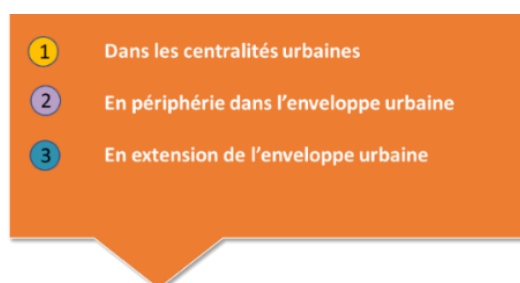 1 Dans les centralités urbaines
2 En périphérie dans l'enveloppe urbaine
3 En extension de l'enveloppe urbaine